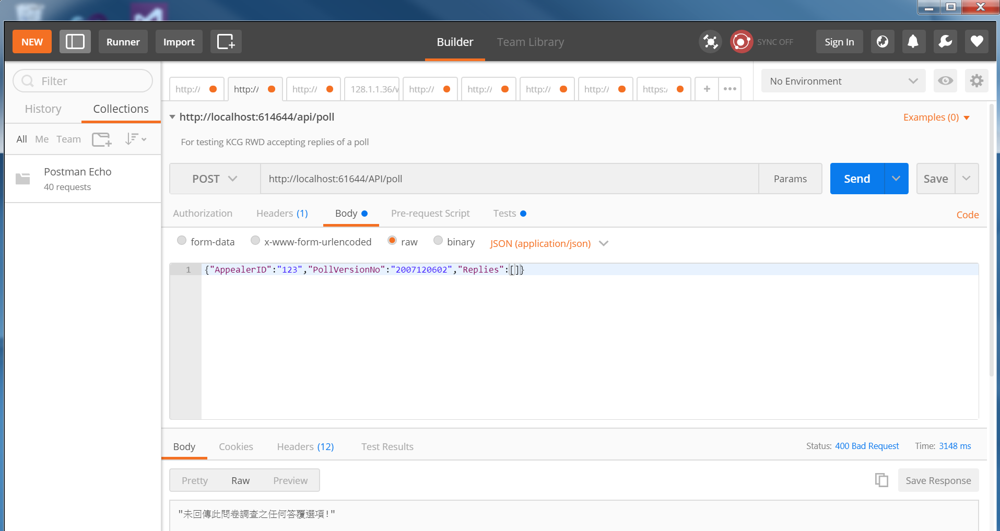 NEW Runner Import Builder Team Library SYNC OFF Sign In
Filter
http:// http:// http:// 128.1.1.36/v http:// http:// http:// http:// https: + ••• No Environment
History Collections
http://localhost:614644/api/poll Examples (0)
All Me Team
For testing KCG RWD accepting replies of a poll
Postman Echo
40 requests
POST http://localhost:61644/API/poll Params Send Save
Authorization Headers (1) Body Pre-request Script Tests Code
form-data x-www-form-urlencoded raw binary JSON (application/json)
1 {"AppealerID":"123","PollVersionNo":"2007120602","Replies":[]}
Body Cookies Headers (12) Test Results Status: 400 Bad Request Time: 3148 ms
Pretty Raw Preview Save Response
"未回傳此問卷調查之任何答覆選項!"